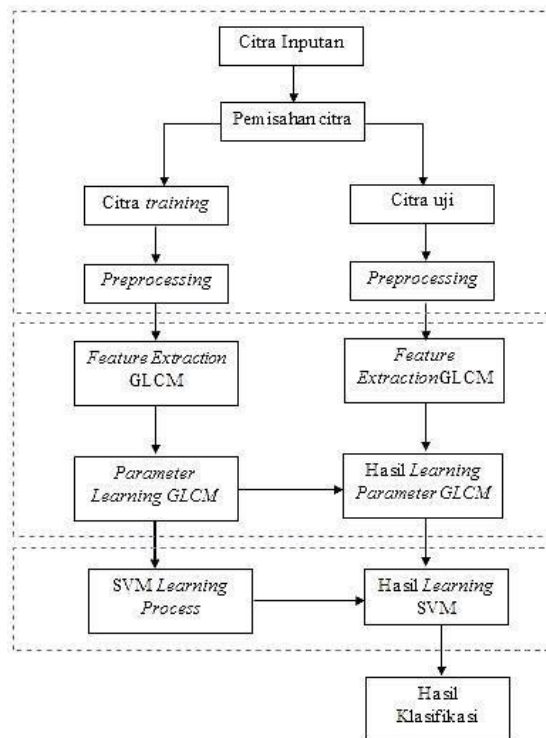 Citra Inputan
Pemisahan citra
Citra training
Citra uji
Preprocessing
Preprocessing
Feature Extraction
GLCM
Feature
ExtractionGLCM
Parameter
Learning GLCM
Hasil Learning
Parameter GLCM
SVM Learning
Process
Hasil Learning
SVM
Hasil
Klasifikasi